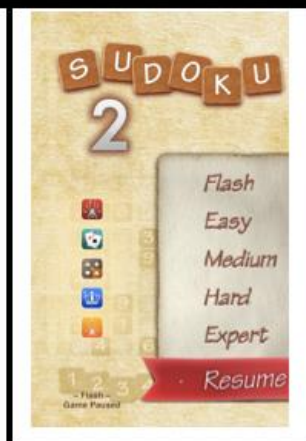 SUDOKU
2
Flash
Easy
Medium
Hard
Expert
Resume
1 2 3
~ Flash ~
Game Paused